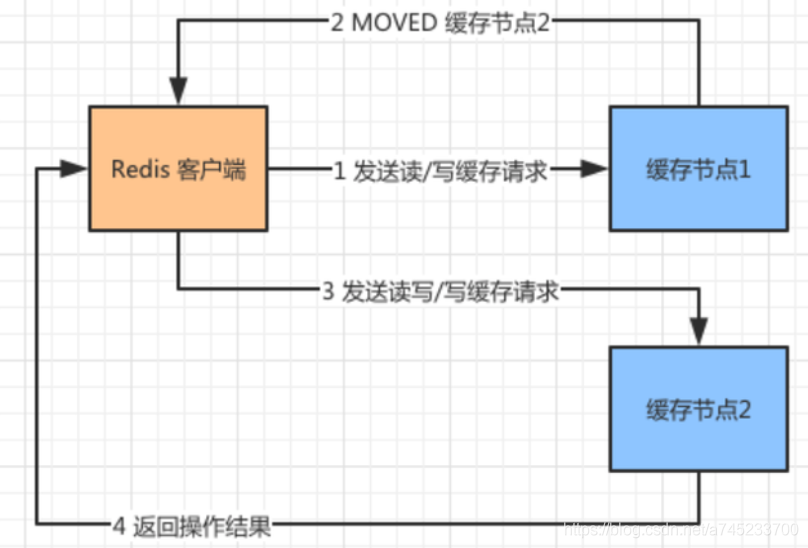 2 MOVED 缓存节点2
Redis 客户端
1 发送读/写缓存请求
缓存节点1
3 发送读写/写缓存请求
缓存节点2
4 返回操作结果
https://blog.csdn.net/a745233700